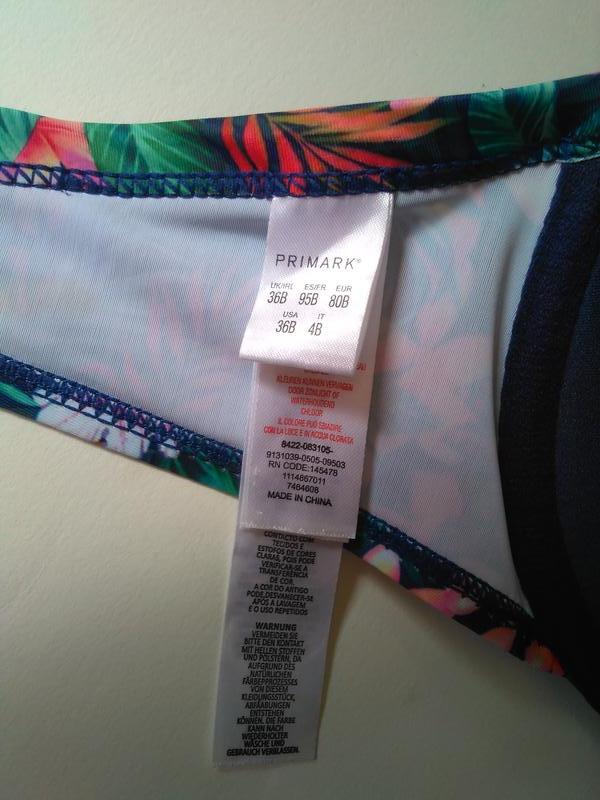 PRIMARK®
UK/IRL ES/FR EUR
36B 95B 80B
USA IT
36B 4B
KLEUREN KUNNEN VERVAGEN
DOOR ZONLICHT OF
WATERHOUDEND
CHLOOR
IL COLORE PUÒ SBIADIRE
CON LA LUCE E IN ACQUA CLORATA
8422-083105-
9131039-0505-09503
RN CODE:145478
1114867011
7464608
MADE IN CHINA
CONTACTO COM
TECIDOS E
ESTOFOS DE CORES
CLARAS, POIS PODE
VERIFICAR-SE A
TRANSFERÊNCIA
DE COR.
A COR DO ARTIGO
PODE,DESVANECER-SE
APÓS A LAVAGEM
E O USO REPETIDOS
WARNUNG
VERMEIDEN SIE
BITTE DEN KONTAKT
MIT HELLEN STOFFEN
UND POLSTERN, DA
AUFGRUND DES
NATÜRLICHEN
FÄRBEPROZESSES
VON DIESEM
KLEIDUNGSSTÜCK,
ABFÄRBUNGEN
ENTSTEHEN
KÖNNEN. DIE FARBE
KANN NACH
WIEDERHOLTER
WÄSCHE UND
GEBRAUCH VERBLASSEN.